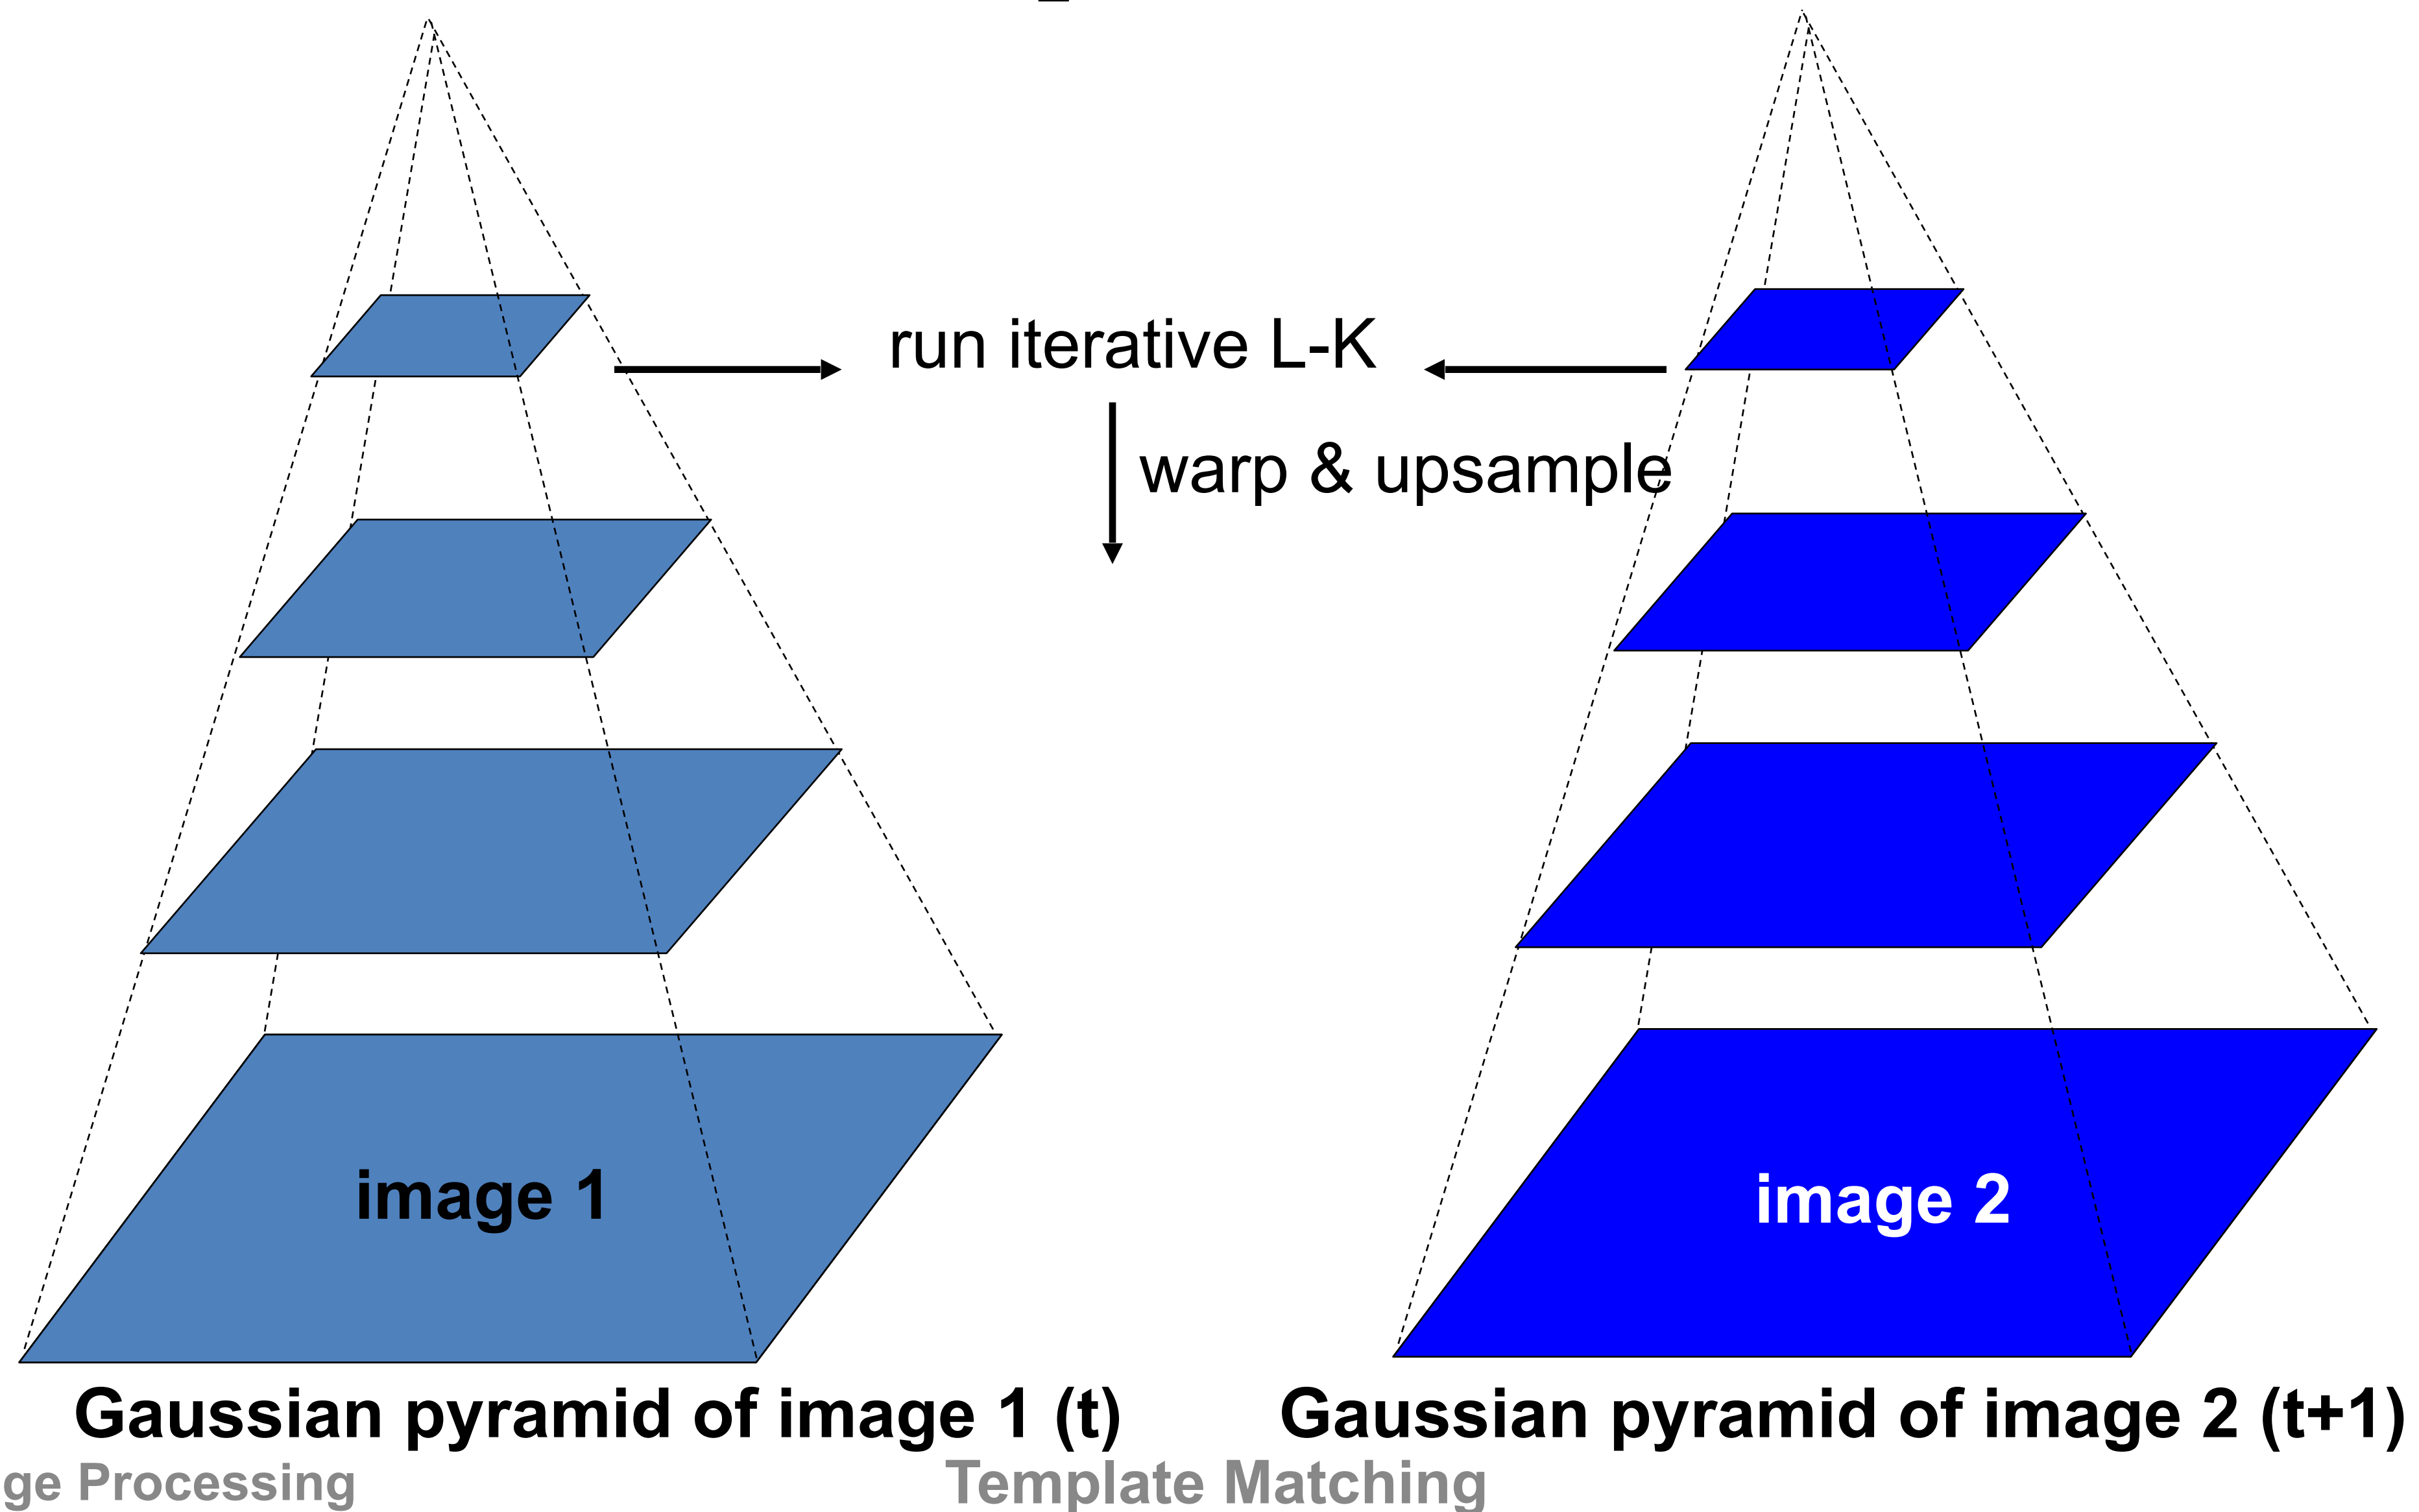 run iterative L-K
warp & upsample
image 1
image 2
Gaussian pyramid of image 1 (t)
Gaussian pyramid of image 2 (t+1)
ge Processing
Template Matching